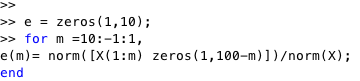 >>
>> e = zeros(1,10);
>> for m =10:-1:1,
e(m)= norm([X(1:m) zeros(1,100-m)])/norm(X);
end